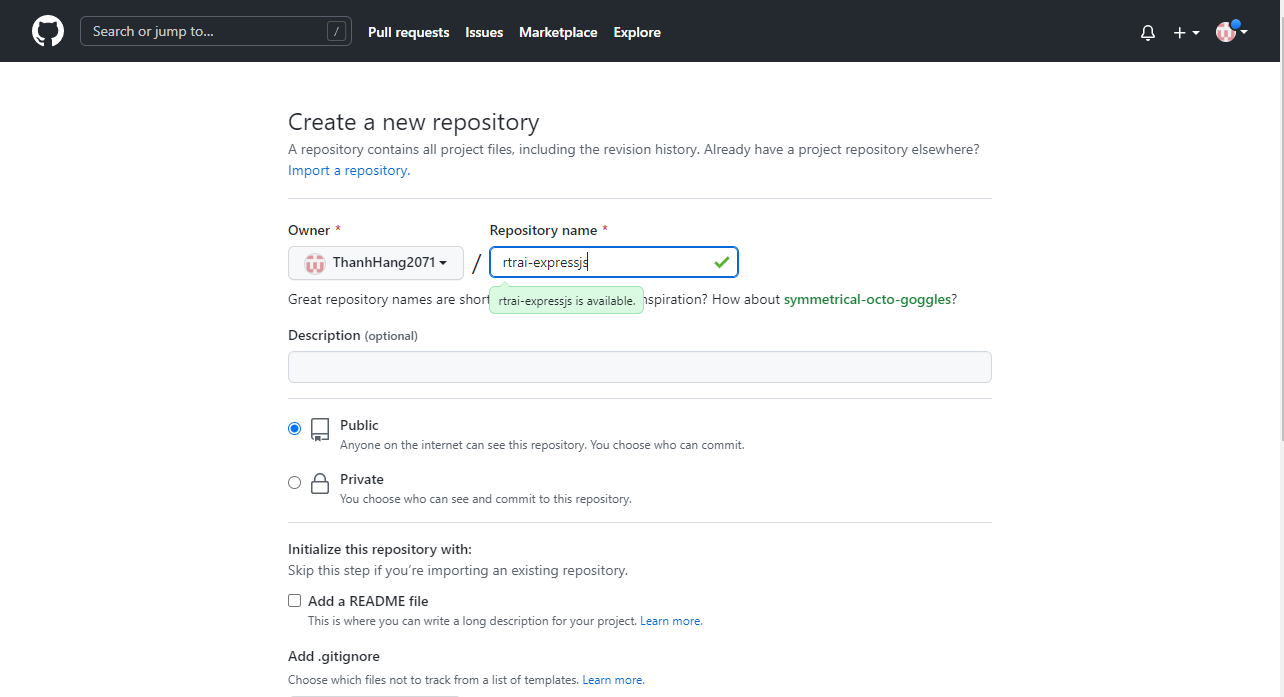 Search or jump to... /
Pull requests Issues Marketplace Explore
Create a new repository
A repository contains all project files, including the revision history. Already have a project repository elsewhere?
Import a repository.
Owner * Repository name *
ThanhHang2071 / rtrai-expressjs
Great repository names are short nspiration? How about symmetrical-octo-goggles?
rtrai-expressjs is available.
Description (optional)
Public
Anyone on the internet can see this repository. You choose who can commit.
Private
You choose who can see and commit to this repository.
Initialize this repository with:
Skip this step if you’re importing an existing repository.
Add a README file
This is where you can write a long description for your project. Learn more.
Add .gitignore
Choose which files not to track from a list of templates. Learn more.